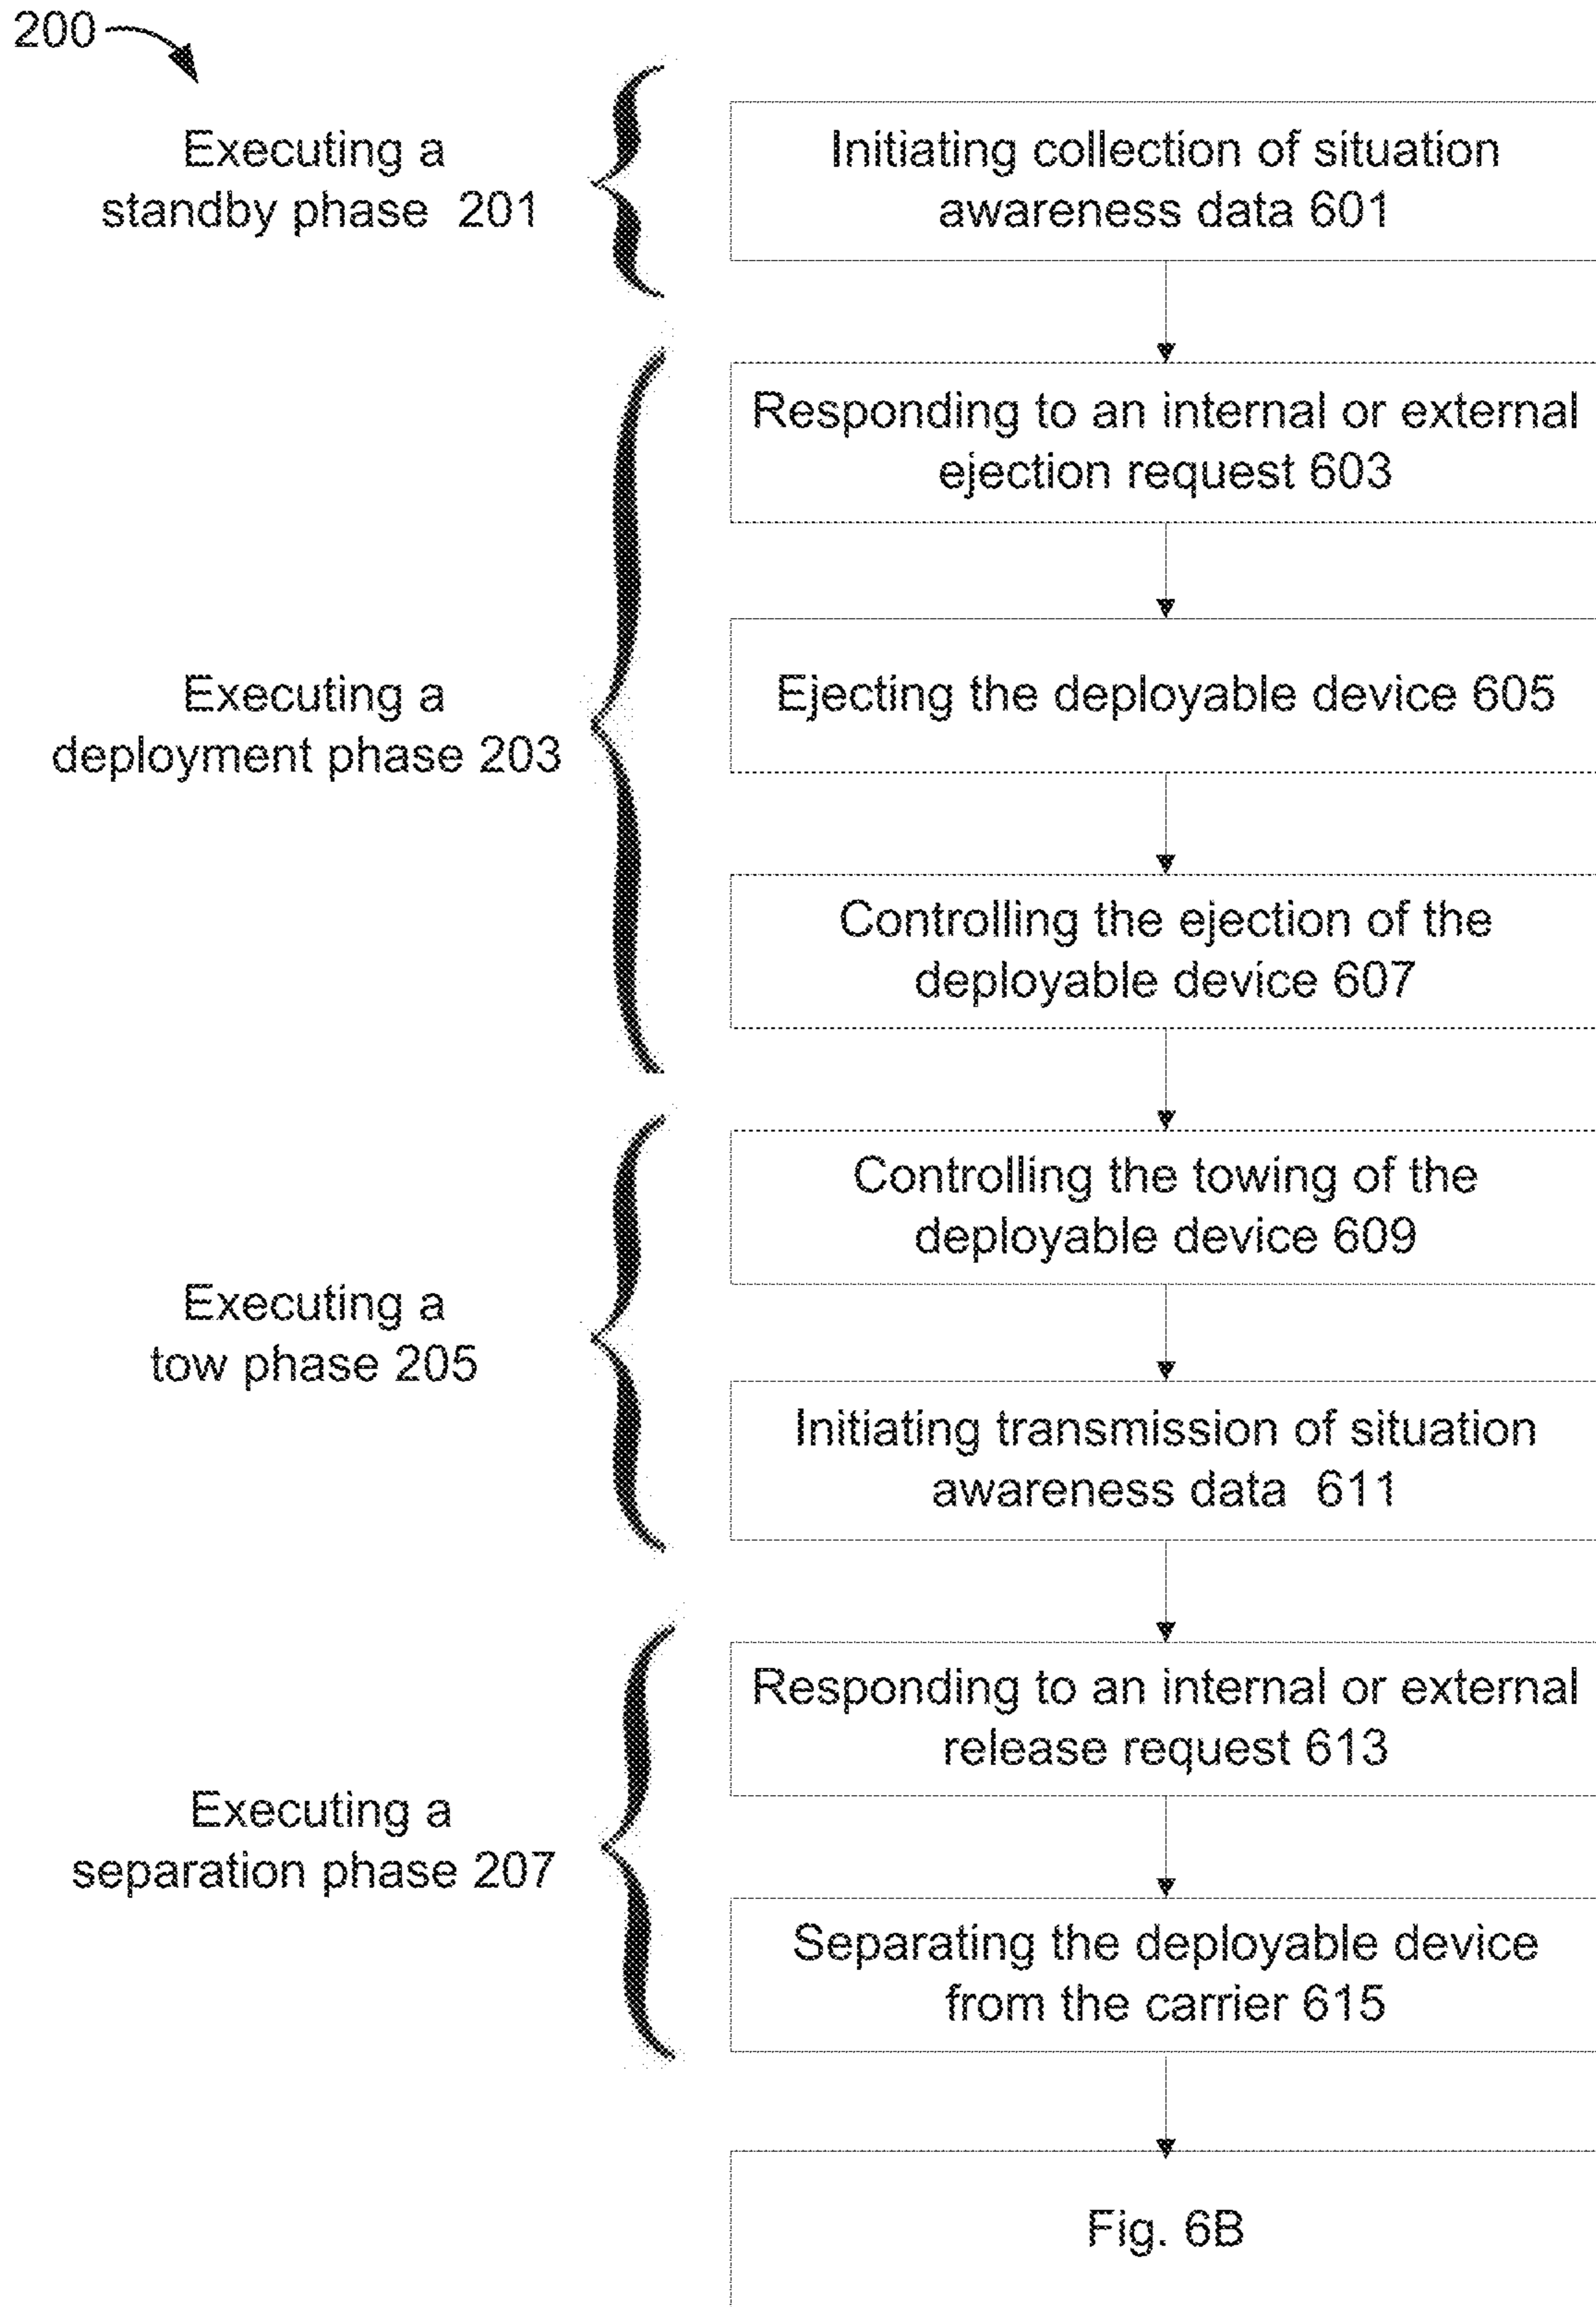 200
Executing a
standby phase 201
Initiating collection of situation
awareness data 601
Responding to an internal or external
ejection request 603
Executing a
deployment phase 203
Ejecting the deployable device 605
Controlling the ejection of the
deployable device 607
Controlling the towing of the
deployable device 609
Executing a
tow phase 205
Initiating transmission of situation
awareness data 611
Responding to an internal or external
release request 613
Executing a
separation phase 207
Separating the deployable device
from the carrier 615
Fig. 6B